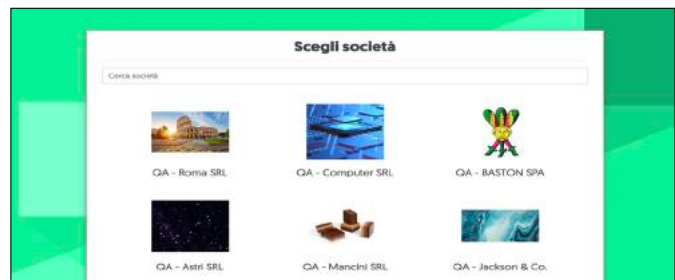 Scegli società
Cerca società
QA - Roma SRL
QA - Computer SRL
QA - BASTON SPA
QA - Astri SRL
QA - Mancini SRL
QA - Jackson & Co.